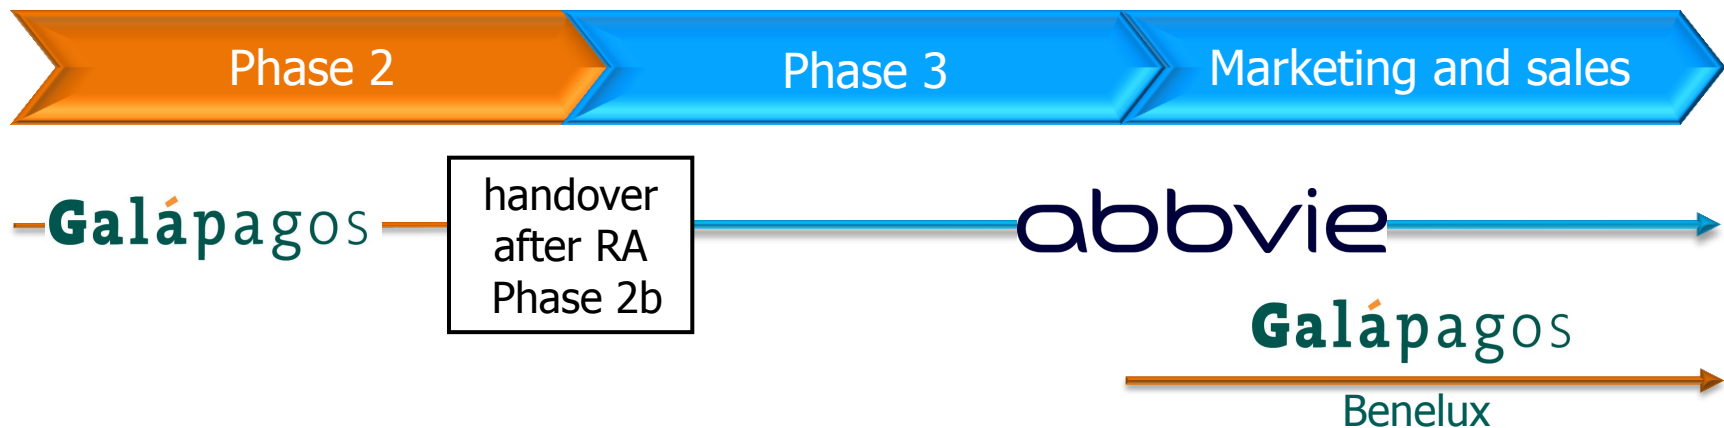 Phase 2
Phase 3
Marketing and sales
Galápagos
handover
after RA
Phase 2b
abbvie
Galápagos
Benelux